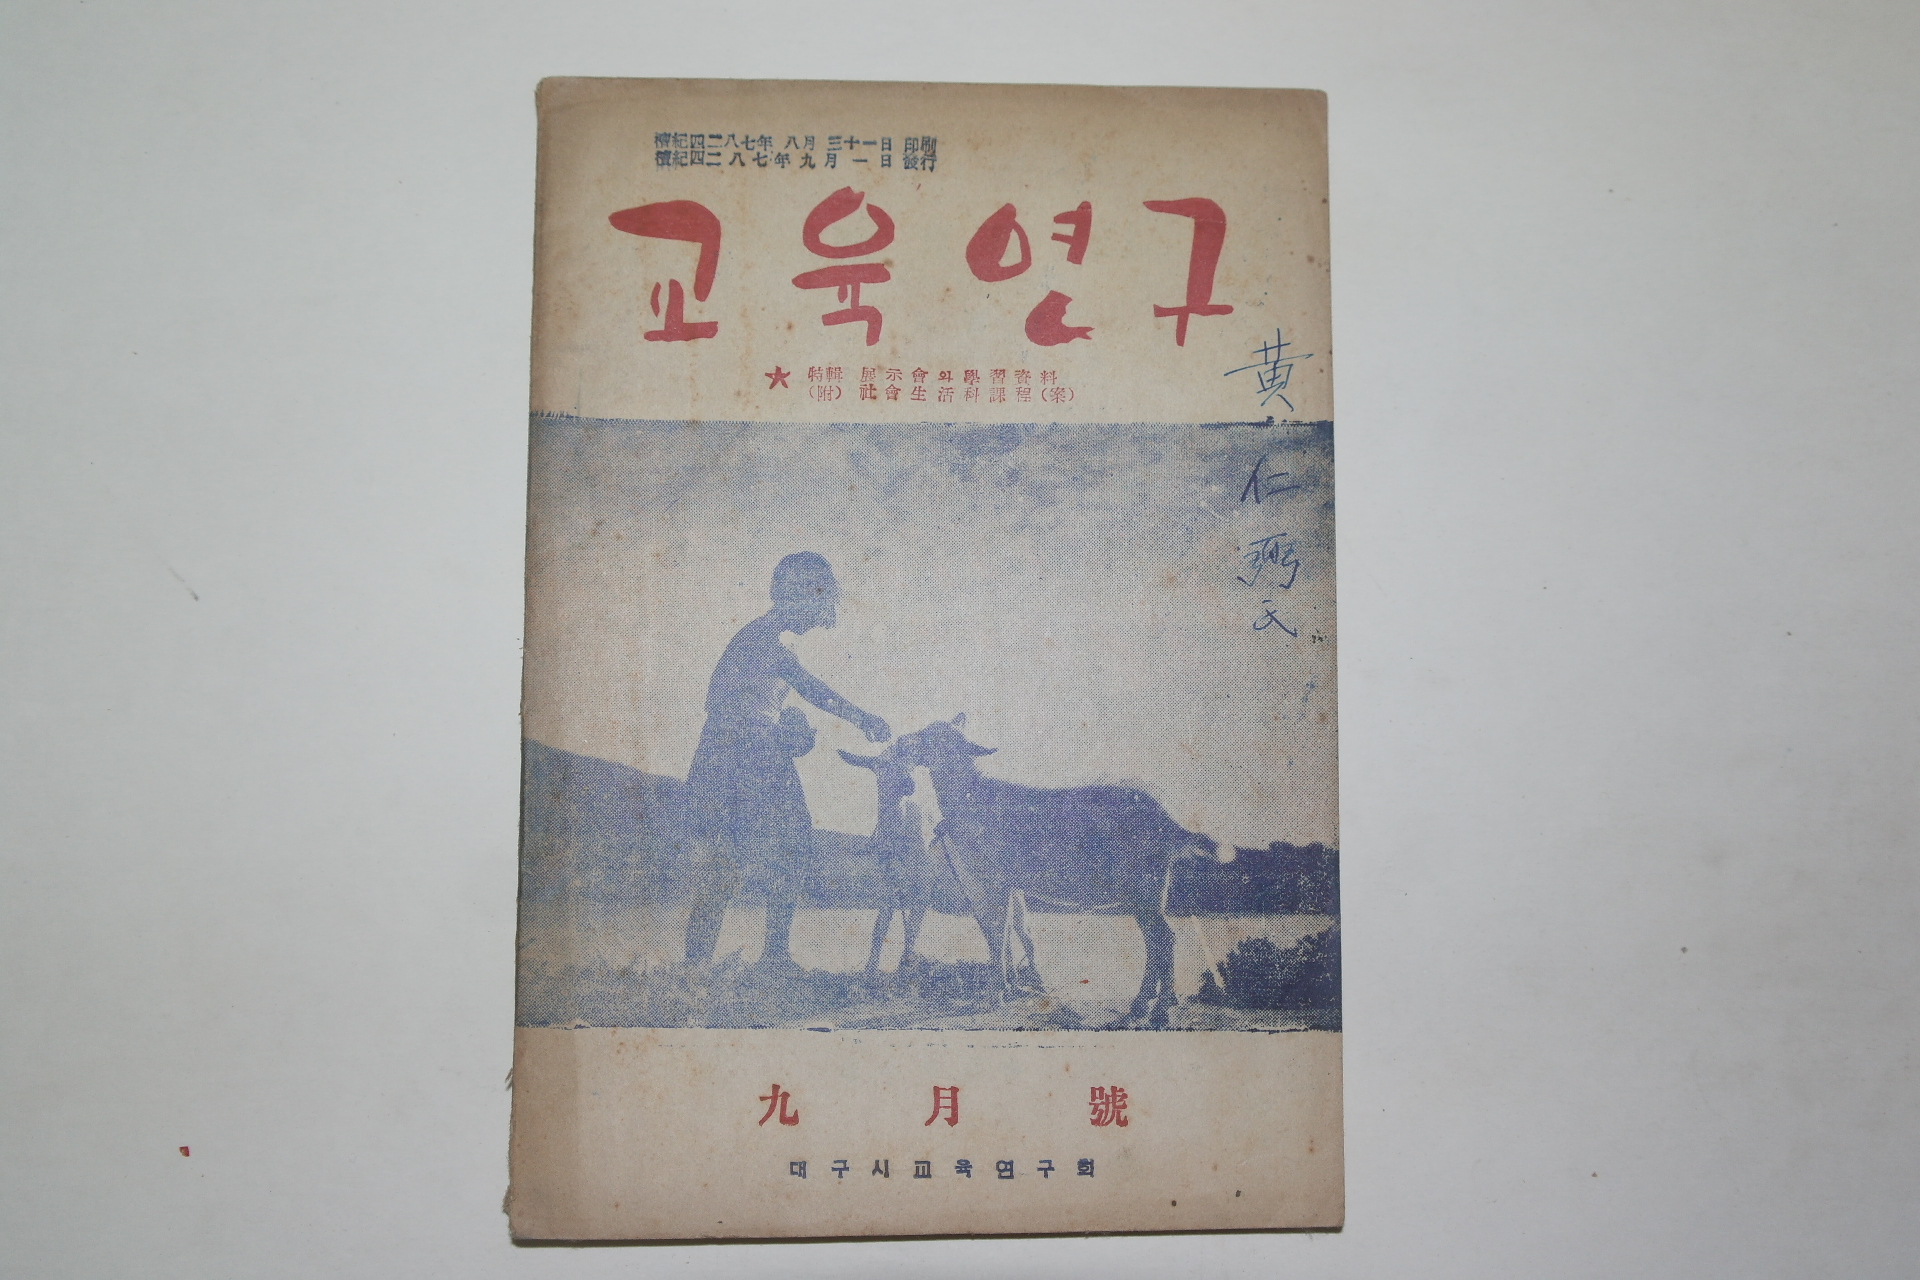 檀紀四二八七年 八月 三十一日 印刷
檀紀四二八七年 九月 一日 發行
교육연구
★ 特輯 展示會와 學習資料
(附) 社會生活科課程(案)
黄
仁
氏
九月號
대구시교육연구회